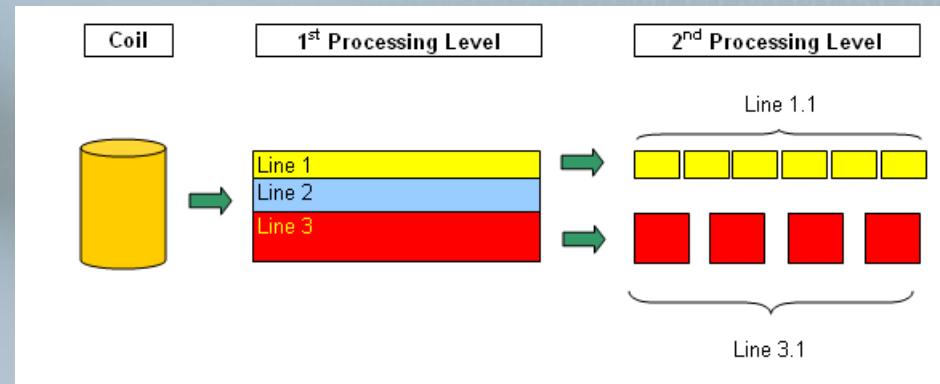 Coil
1st Processing Level
2nd Processing Level
Line 1.1
Line 1
Line 2
Line 3
Line 3.1